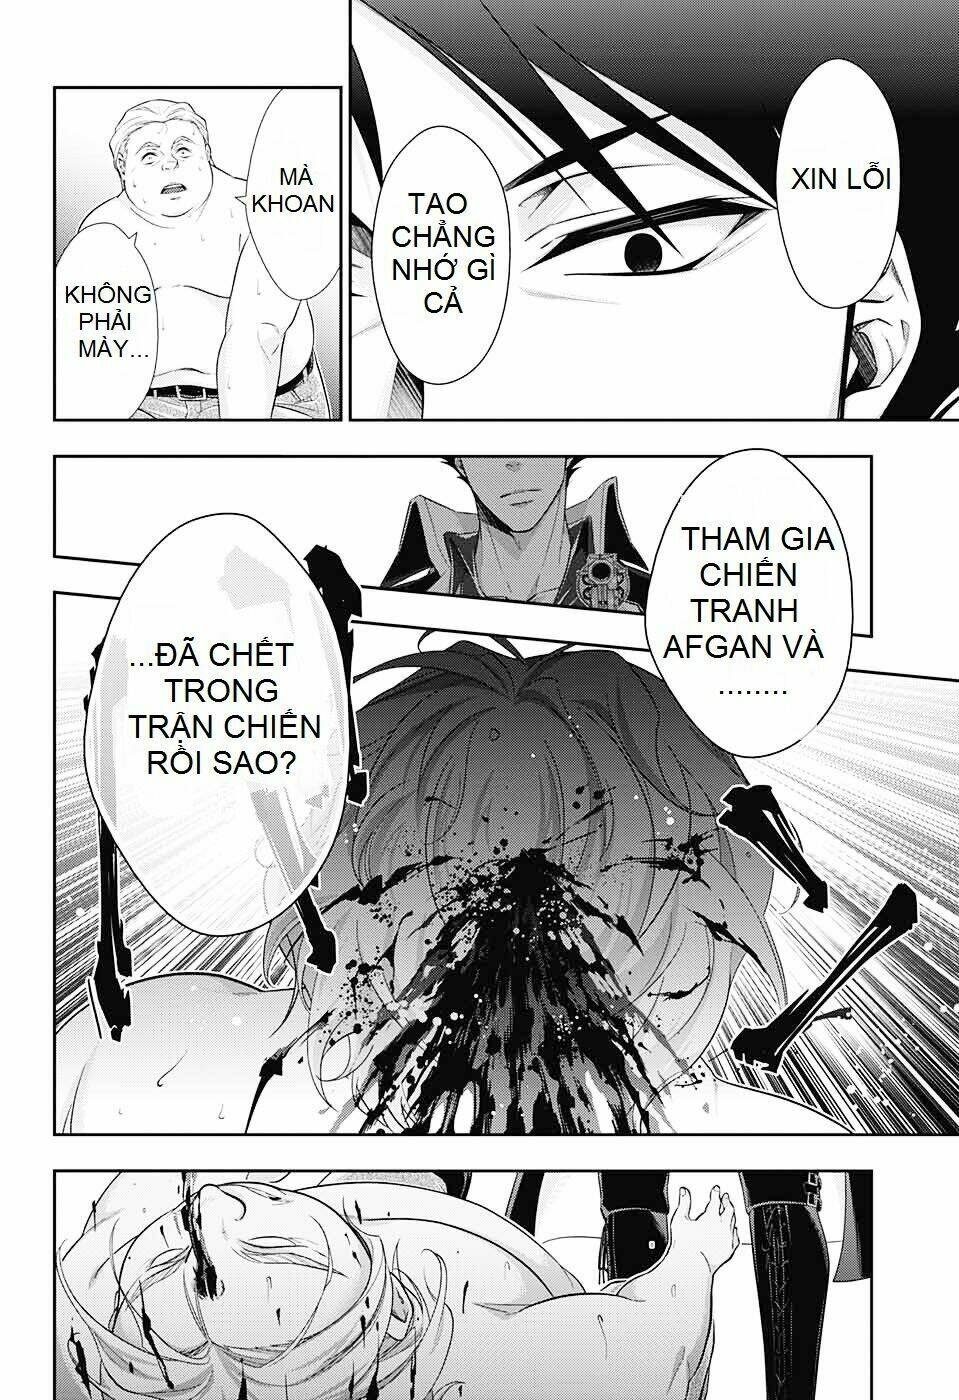 XIN LỖI
TAO
CHẲNG
NHỚ GÌ
CẢ
MÀ
KHOAN
KHÔNG
PHẢI
MÀY...
THAM GIA
CHIẾN
TRANH
AFGAN VÀ
........
...ĐÃ CHẾT
TRONG
TRẬN CHIẾN
RỒI SAO?